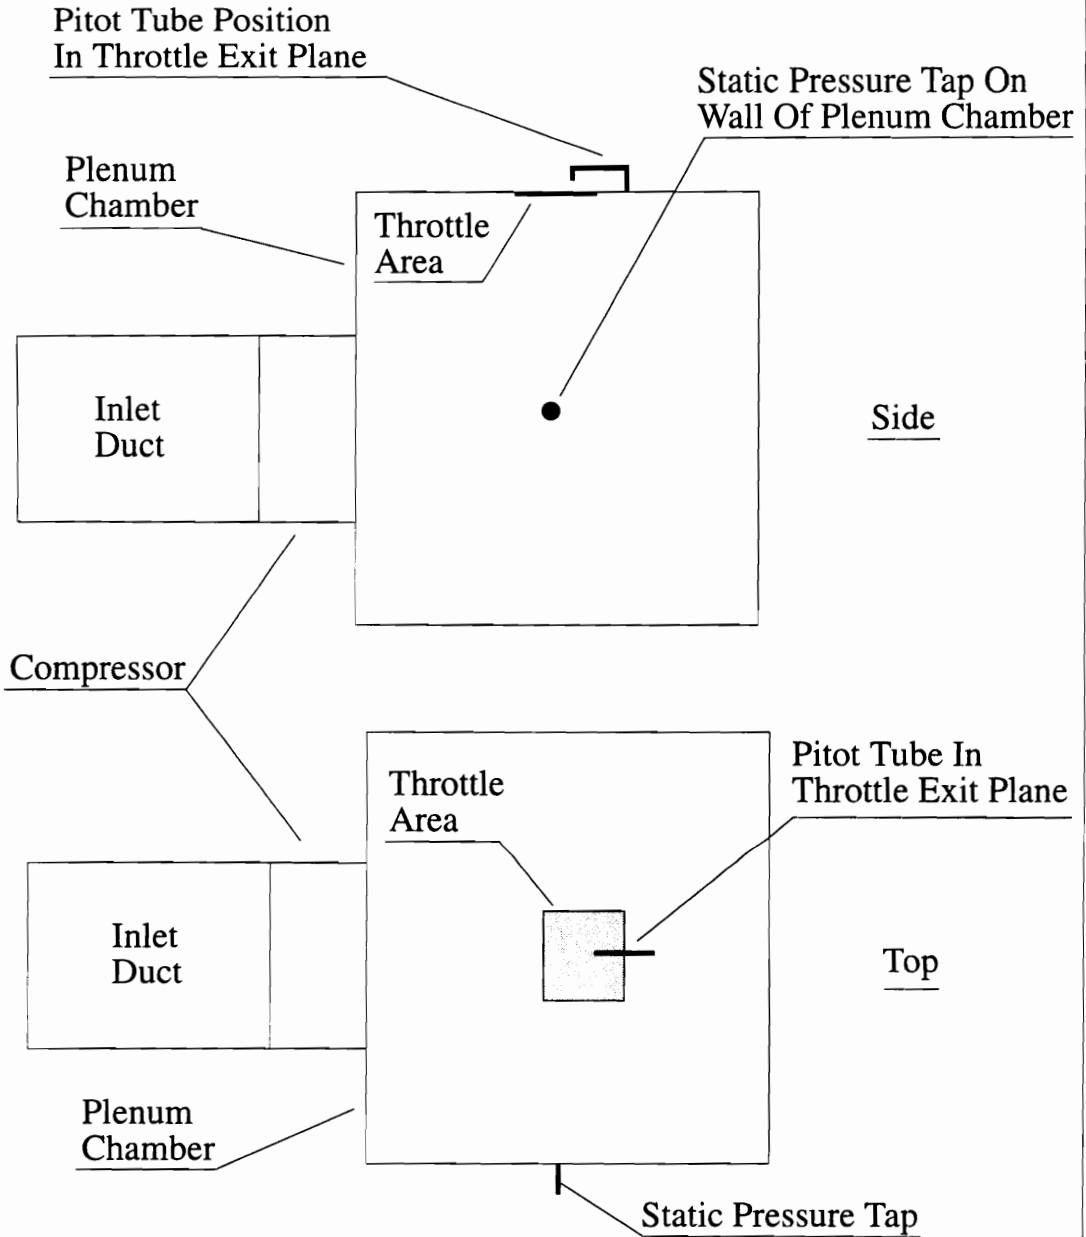 Pitot Tube Position
In Throttle Exit Plane
Static Pressure Tap On
Wall Of Plenum Chamber
Plenum
Chamber
Throttle
Area
Inlet
Duct
Side
Compressor
Throttle
Area
Pitot Tube In
Throttle Exit Plane
Inlet
Duct
Top
Plenum
Chamber
Static Pressure Tap